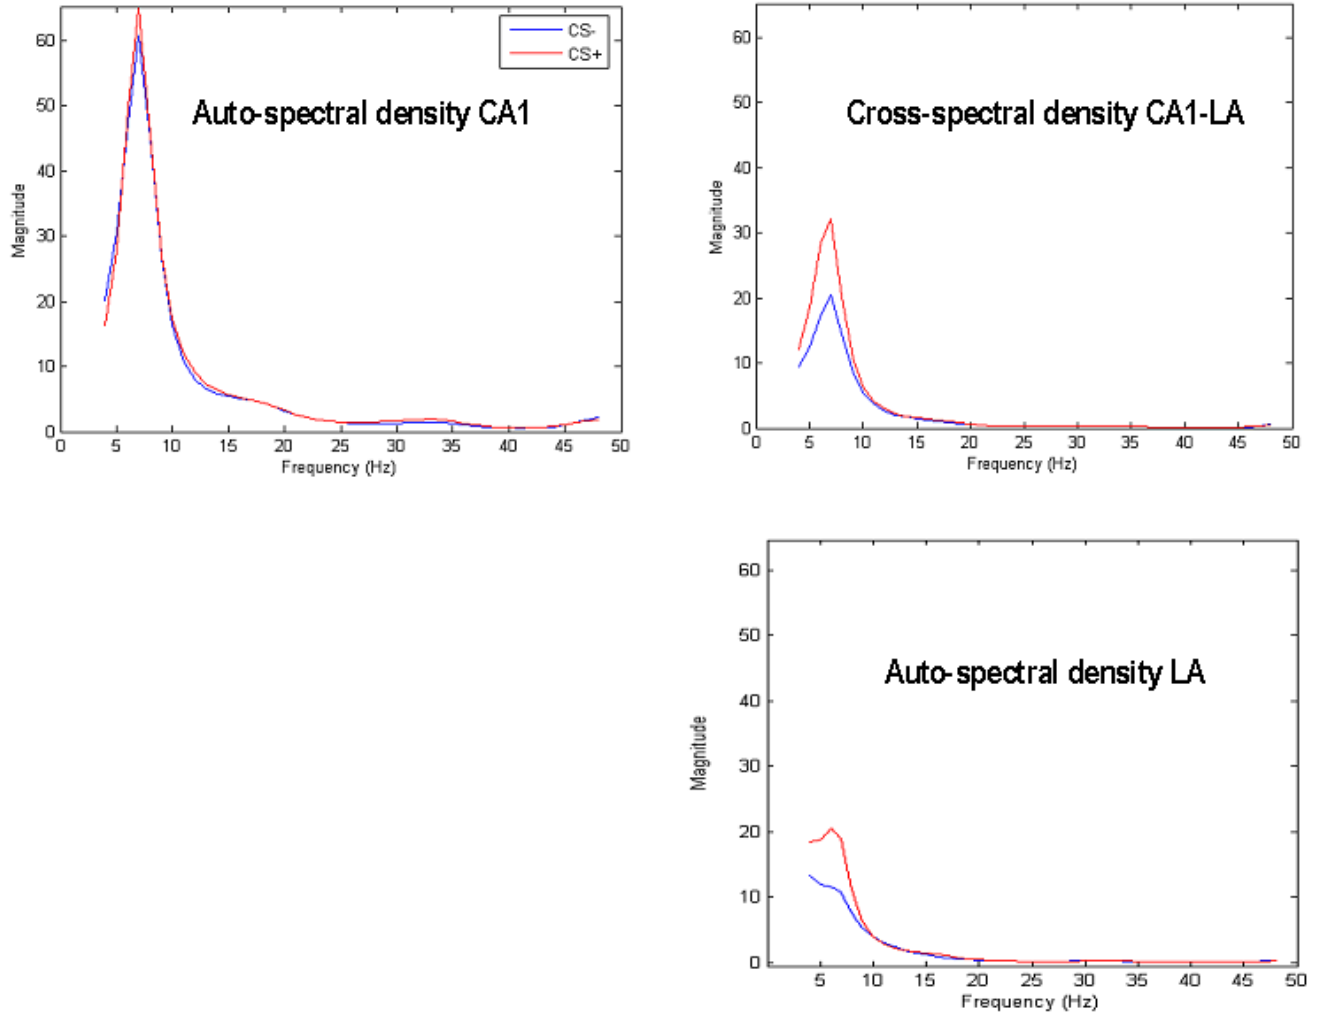 60
50
40
30
20
10
0
Magnitude
CS-
CS+
Auto-spectral density CA1
0 5 10 15 20 25 30 35 40 45 50
Frequency (Hz)
60
50
40
30
20
10
0
Magnitude
Cross-spectral density CA1-LA
0 5 10 15 20 25 30 35 40 45 50
Frequency (Hz)
60
50
40
30
20
10
0
Magnitude
Auto-spectral density LA
5 10 15 20 25 30 35 40 45 50
Frequency (Hz)